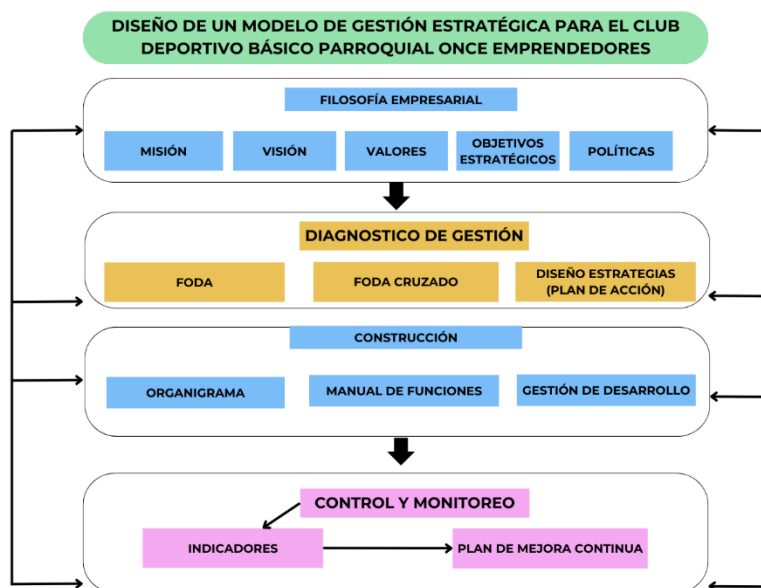 DISEÑO DE UN MODELO DE GESTIÓN ESTRATÉGICA PARA EL CLUB
DEPORTIVO BÁSICO PARROQUIAL ONCE EMPRENDEDORES
FILOSOFÍA EMPRESARIAL
MISIÓN
VISIÓN
VALORES
OBJETIVOS
ESTRATÉGICOS
POLÍTICAS
DIAGNOSTICO DE GESTIÓN
FODA
FODA CRUZADO
DISEÑO ESTRATEGIAS
(PLAN DE ACCIÓN)
CONSTRUCCIÓN
ORGANIGRAMA
MANUAL DE FUNCIONES
GESTIÓN DE DESARROLLO
CONTROL Y MONITOREO
INDICADORES
PLAN DE MEJORA CONTINUA